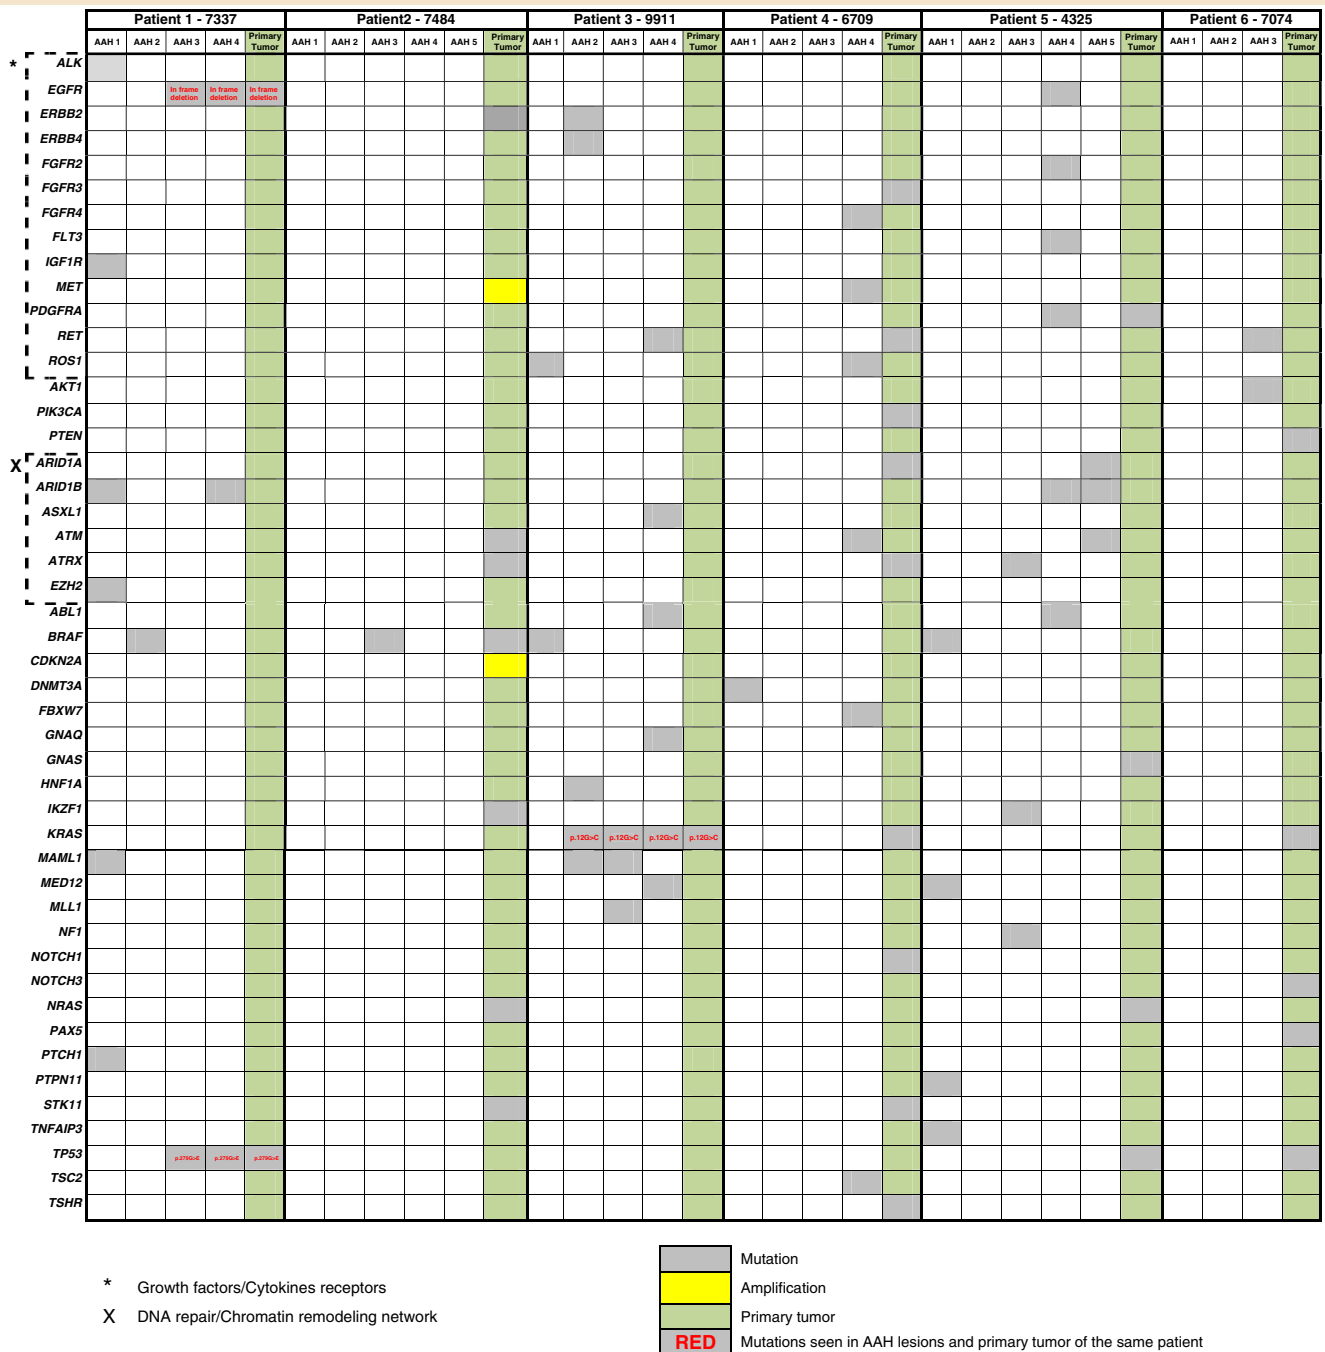 Patient 1 - 7337 Patient2 - 7484 Patient 3 - 9911 Patient 4 - 6709 Patient 5 - 4325 Patient 6 - 7074
AAH 1 AAH 2 AAH 3 AAH 4 Primary Tumor AAH 1 AAH 2 AAH 3 AAH 4 AAH 5 Primary Tumor AAH 1 AAH 2 AAH 3 AAH 4 Primary Tumor AAH 1 AAH 2 AAH 3 AAH 4 Primary Tumor AAH 1 AAH 2 AAH 3 AAH 4 AAH 5 Primary Tumor AAH 1 AAH 2 AAH 3 Primary Tumor
* ALK
EGFR In frame deletion In frame deletion In frame deletion
ERBB2
ERBB4
FGFR2
FGFR3
FGFR4
FLT3
IGF1R
MET
PDGFRA
RET
ROS1
AKT1
PIK3CA
PTEN
X ARID1A
ARID1B
ASXL1
ATM
ATRX
EZH2
ABL1
BRAF
CDKN2A
DNMT3A
FBXW7
GNAQ
GNAS
HNF1A
IKZF1
KRAS p.12G>C p.12G>C p.12G>C p.12G>C
MAML1
MED12
MLL1
NF1
NOTCH1
NOTCH3
NRAS
PAX5
PTCH1
PTPN11
STK11
TNFAIP3
TP53 p.279G>E p.279G>E p.279G>E
TSC2
TSHR
Mutation
* Growth factors/Cytokines receptors
Amplification
X DNA repair/Chromatin remodeling network
Primary tumor
RED Mutations seen in AAH lesions and primary tumor of the same patient